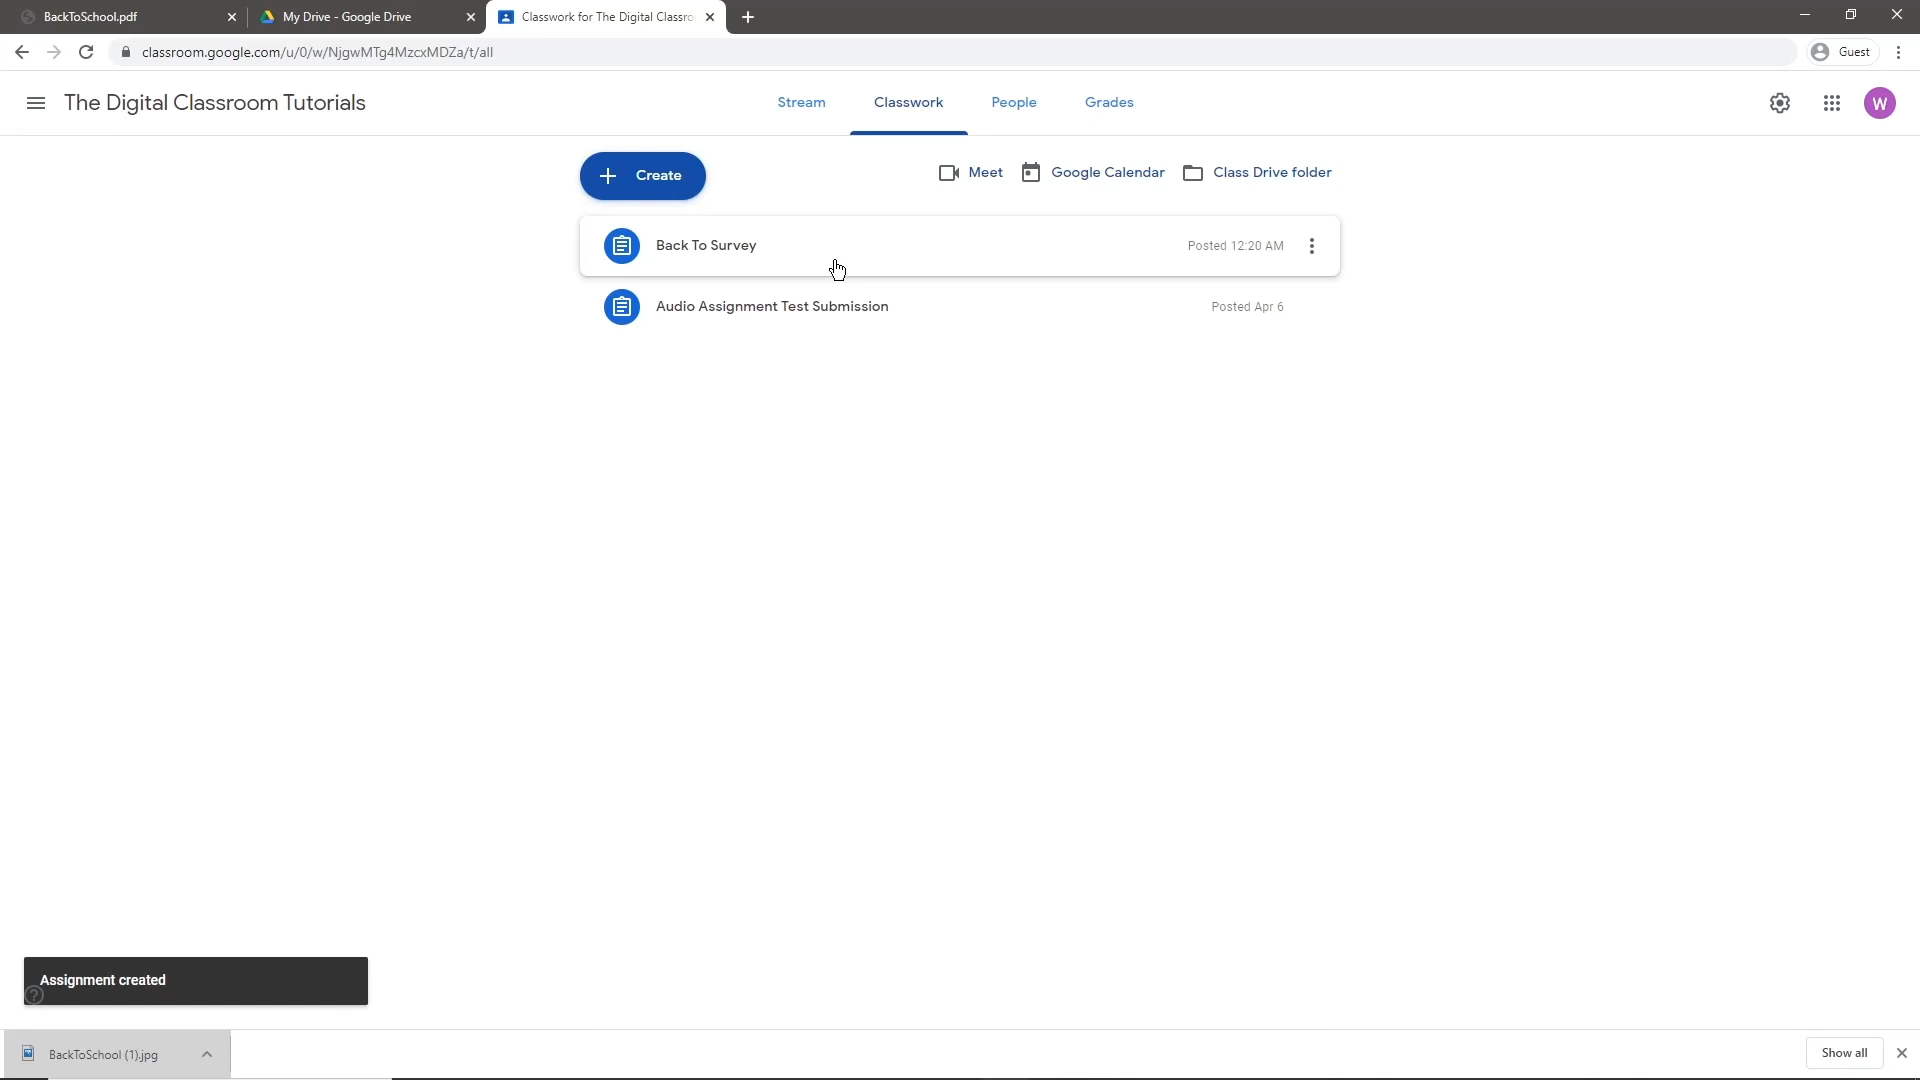 BackToSchool.pdf
My Drive - Google Drive
Classwork for The Digital Classro
classroom.google.com/u/0/w/NjgwMTg4MzcxMDZa/t/all
Guest
The Digital Classroom Tutorials
Stream
Classwork
People
Grades
W
Create
Meet
Google Calendar
Class Drive folder
Back To Survey
Posted 12:20 AM
Audio Assignment Test Submission
Posted Apr 6
Assignment created
BackToSchool (1).jpg
Show all